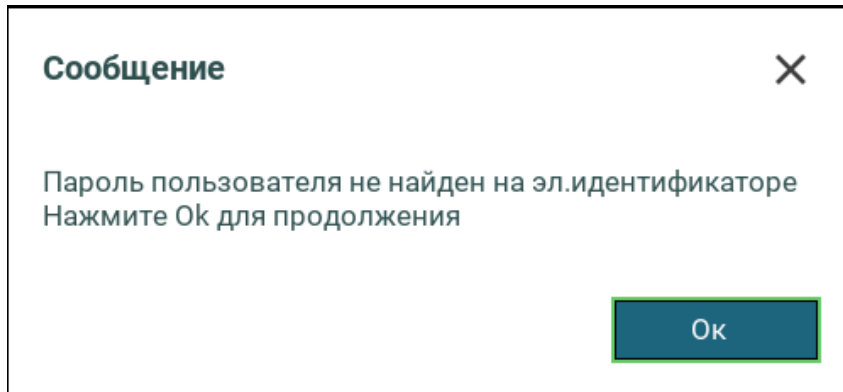 Сообщение
Пароль пользователя не найден на эл.идентификаторе
Нажмите Ok для продолжения
Ок